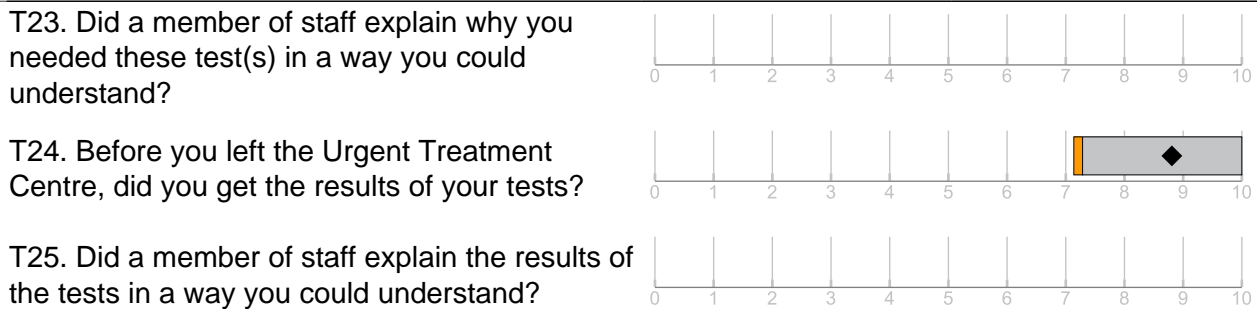 T23. Did a member of staff explain why you
needed these test(s) in a way you could
understand?
0 1 2 3 4 5 6 7 8 9 10
T24. Before you left the Urgent Treatment
Centre, did you get the results of your tests?
0 1 2 3 4 5 6 7 8 9 10
T25. Did a member of staff explain the results of
the tests in a way you could understand?
0 1 2 3 4 5 6 7 8 9 10